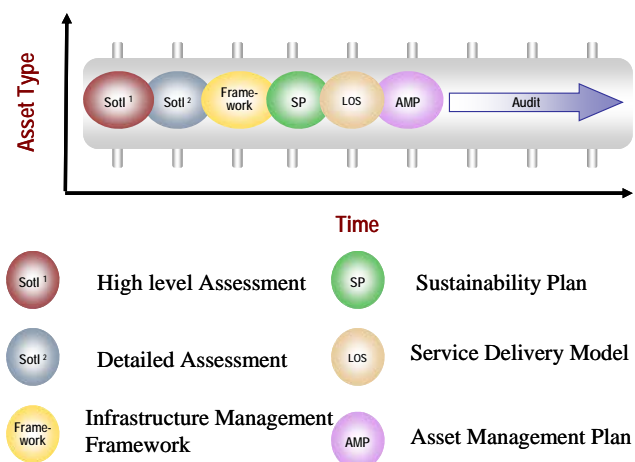 Asset Type
SotI 1
SotI 2
Frame-
work
SP
LOS
AMP
Audit
Time
SotI 1
High level Assessment
SP
Sustainability Plan
SotI 2
Detailed Assessment
LOS
Service Delivery Model
Frame-
work
Infrastructure Management
Framework
AMP
Asset Management Plan